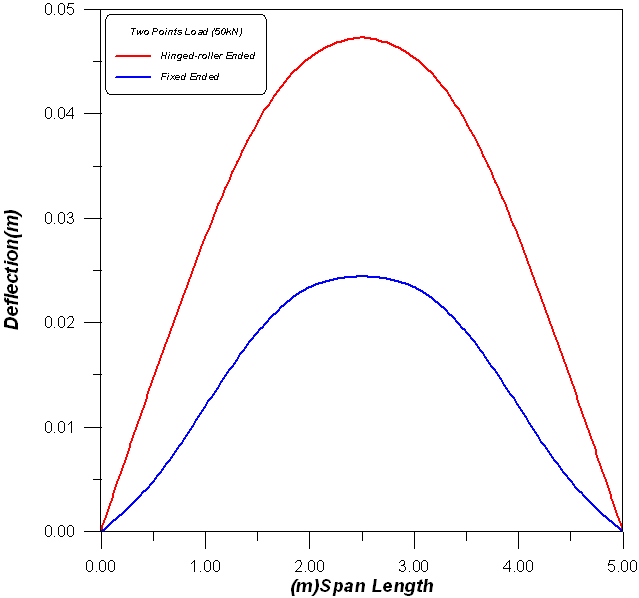 Two Points Load (50kN)
Hinged-roller Ended
Fixed Ended
0.05
0.04
0.03
0.02
0.01
0.00
Deflection(m)
0.00 1.00 2.00 3.00 4.00 5.00
(m)Span Length